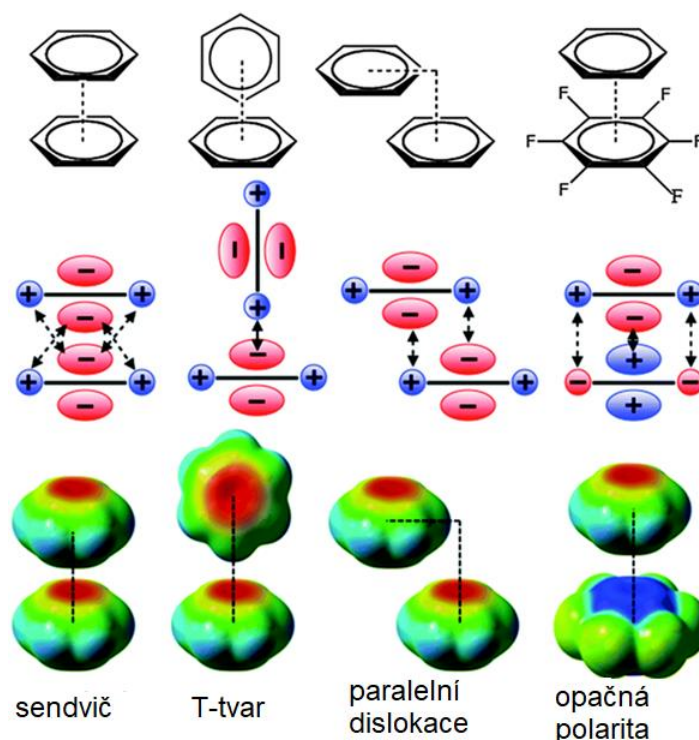 F F
F F
F F
+
− −
− − −
+ + + + + +
− + − −
− − − +
+ + + + + + − −
− − − +
sendvič
T-tvar
paralelní
dislokace
opačná
polarita